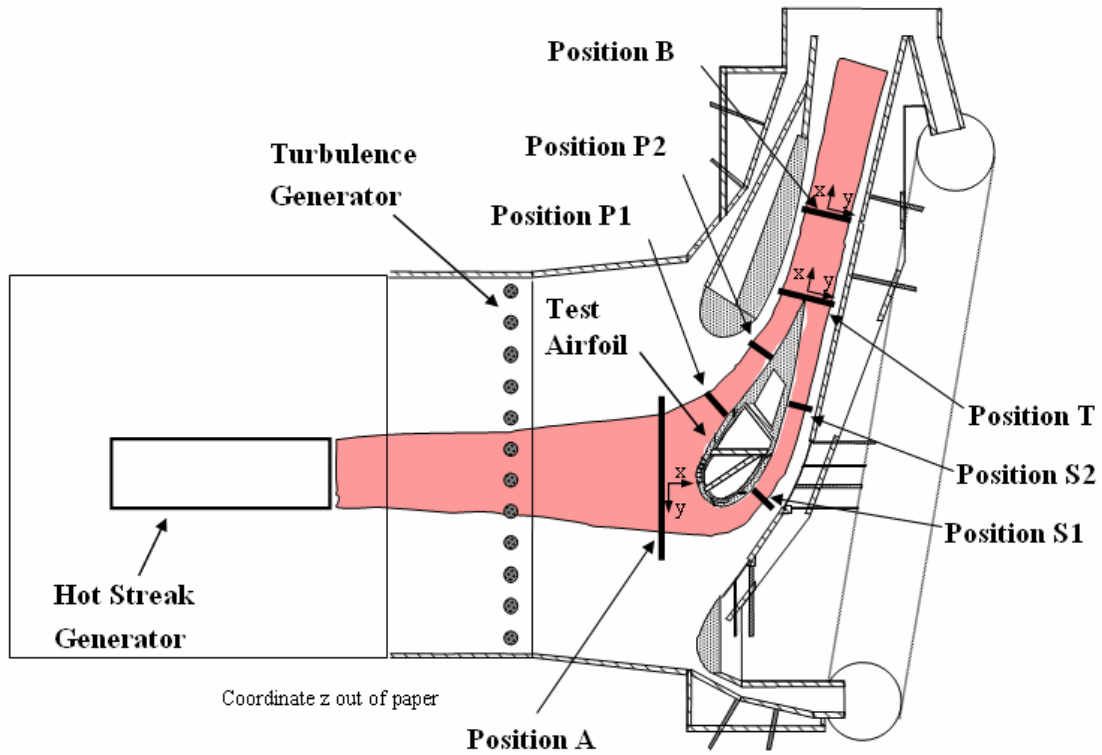 Position B
Position P2
Turbulence
Generator
Position P1
x
y
x
y
Test
Airfoil
Position T
x
y
Position S2
Position S1
Hot Streak
Generator
Coordinate z out of paper
Position A